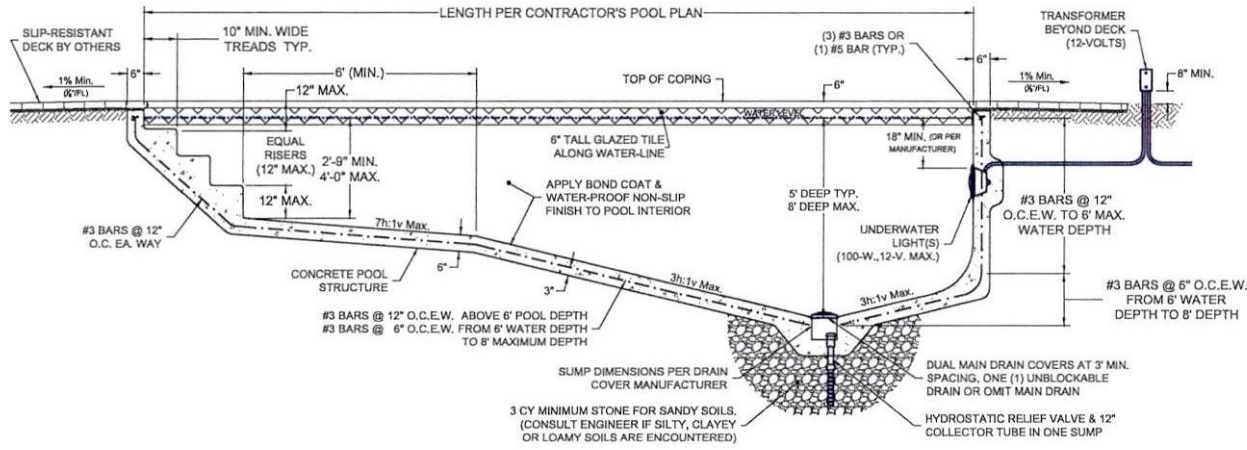 LENGTH PER CONTRACTOR'S POOL PLAN
SLIP-RESISTANT
DECK BY OTHERS
10" MIN. WIDE
TREADS TYP.
(3) #3 BARS OR
(1) #5 BAR (TYP.)
TRANSFORMER
BEYOND DECK
(12-VOLTS)
6"
6' (MIN.)
6"
8" MIN.
1% Min.
(⅛"/Ft.)
12" MAX.
TOP OF COPING
6"
1% Min.
(⅛"/Ft.)
WATER LEVEL
EQUAL
RISERS
(12" MAX.)
2'-9" MIN.
4'-0" MAX.
6" TALL GLAZED TILE
ALONG WATER-LINE
18" MIN. (OR PER
MANUFACTURER)
12" MAX.
APPLY BOND COAT &
WATER-PROOF NON-SLIP
FINISH TO POOL INTERIOR
5' DEEP TYP.
8' DEEP MAX.
#3 BARS @ 12"
O.C.E.W. TO 6' MAX.
WATER DEPTH
#3 BARS @ 12"
O.C. EA. WAY
7h:1v Max.
UNDERWATER
LIGHT(S)
(100-W.,12-V. MAX.)
CONCRETE POOL
STRUCTURE
6"
3"
3h:1v Max.
3h:1v Max.
#3 BARS @ 6" O.C.E.W.
FROM 6' WATER
DEPTH TO 8' DEPTH
#3 BARS @ 12" O.C.E.W. ABOVE 6' POOL DEPTH
#3 BARS @ 6" O.C.E.W. FROM 6' WATER DEPTH
TO 8' MAXIMUM DEPTH
SUMP DIMENSIONS PER DRAIN
COVER MANUFACTURER
DUAL MAIN DRAIN COVERS AT 3' MIN.
SPACING, ONE (1) UNBLOCKABLE
DRAIN OR OMIT MAIN DRAIN
3 CY MINIMUM STONE FOR SANDY SOILS.
(CONSULT ENGINEER IF SILTY, CLAYEY
OR LOAMY SOILS ARE ENCOUNTERED)
HYDROSTATIC RELIEF VALVE & 12"
COLLECTOR TUBE IN ONE SUMP